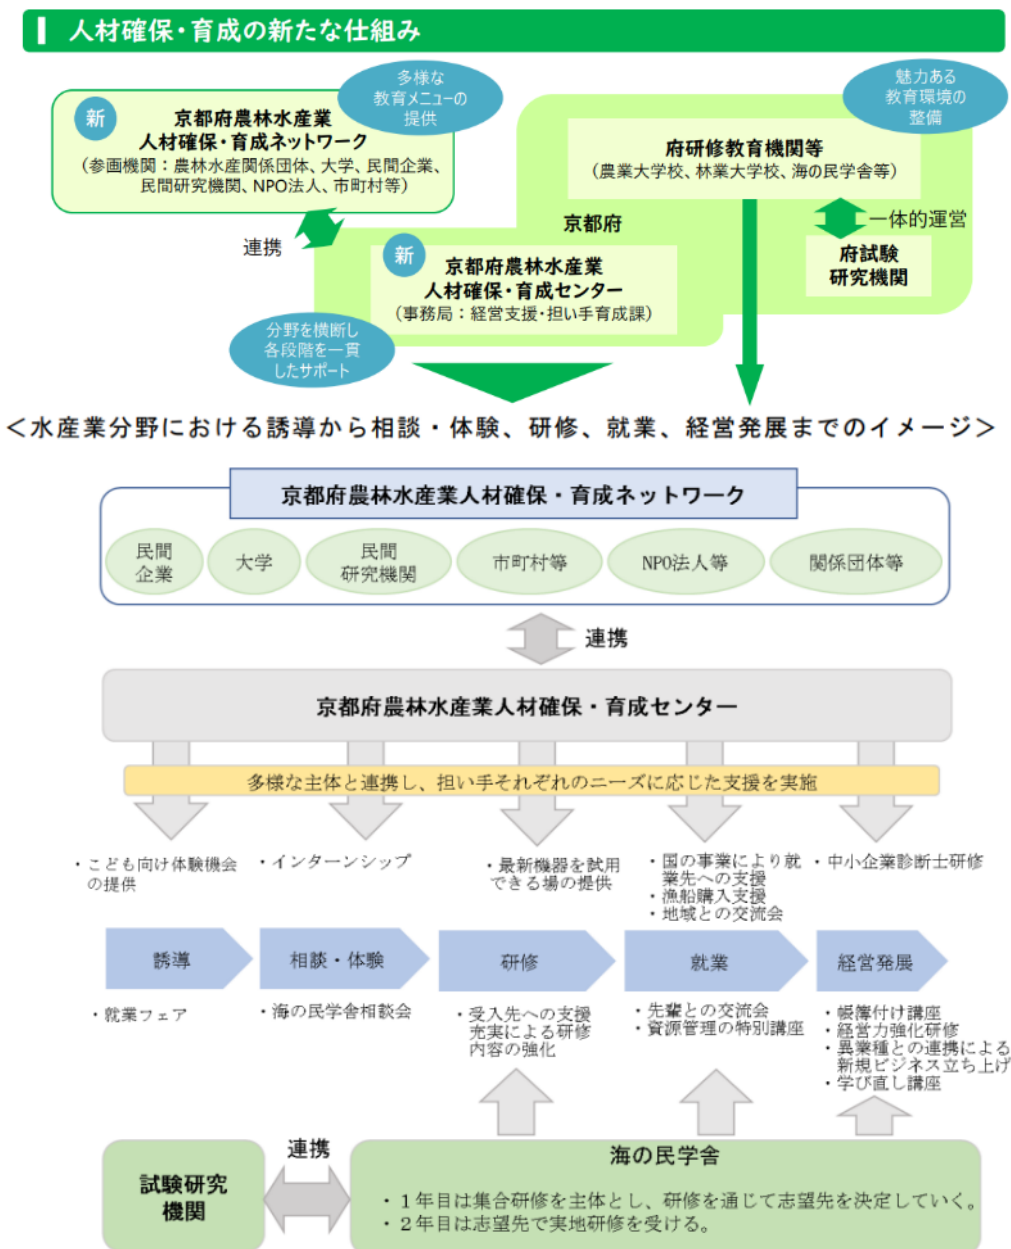 人材確保・育成の新たな仕組み
多様な
教育メニューの
提供
新
京都府農林水産業
人材確保・育成ネットワーク
（参画機関：農林水産関係団体、大学、民間企業、
民間研究機関、NPO法人、市町村等）
魅力ある
教育環境の
整備
府研修教育機関等
（農業大学校、林業大学校、海の民学舎等）
連携
京都府
一体的運営
府試験
研究機関
新
京都府農林水産業
人材確保・育成センター
（事務局：経営支援・担い手育成課）
分野を横断し
各段階を一貫
したサポート
＜水産業分野における誘導から相談・体験、研修、就業、経営発展までのイメージ＞
京都府農林水産業人材確保・育成ネットワーク
民間
企業
大学
民間
研究機関
市町村等
NPO法人等
関係団体等
連携
京都府農林水産業人材確保・育成センター
多様な主体と連携し、担い手それぞれのニーズに応じた支援を実施
・こども向け体験機会
の提供
・インターンシップ
・最新機器を試用
できる場の提供
・国の事業により就
業先への支援
・漁船購入支援
・地域との交流会
・中小企業診断士研修
誘導
相談・体験
研修
就業
経営発展
・就業フェア
・海の民学舎相談会
・受入先への支援
充実による研修
内容の強化
・先輩との交流会
・資源管理の特別講座
・帳簿付け講座
・経営力強化研修
・異業種との連携による
新規ビジネス立ち上げ
・学び直し講座
試験研究
機関
連携
海の民学舎
・１年目は集合研修を主体とし、研修を通じて志望先を決定していく。
・２年目は志望先で実地研修を受ける。